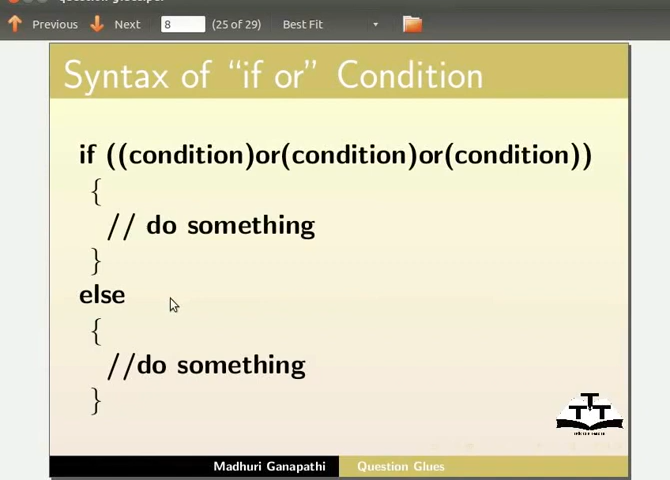 Previous Next 8 (25 of 29) Best Fit
Syntax of “if or” Condition
if ((condition)or(condition)or(condition))
{
// do something
}
else
{
//do something
}
TTT
Madhuri Ganapathi Question Glues